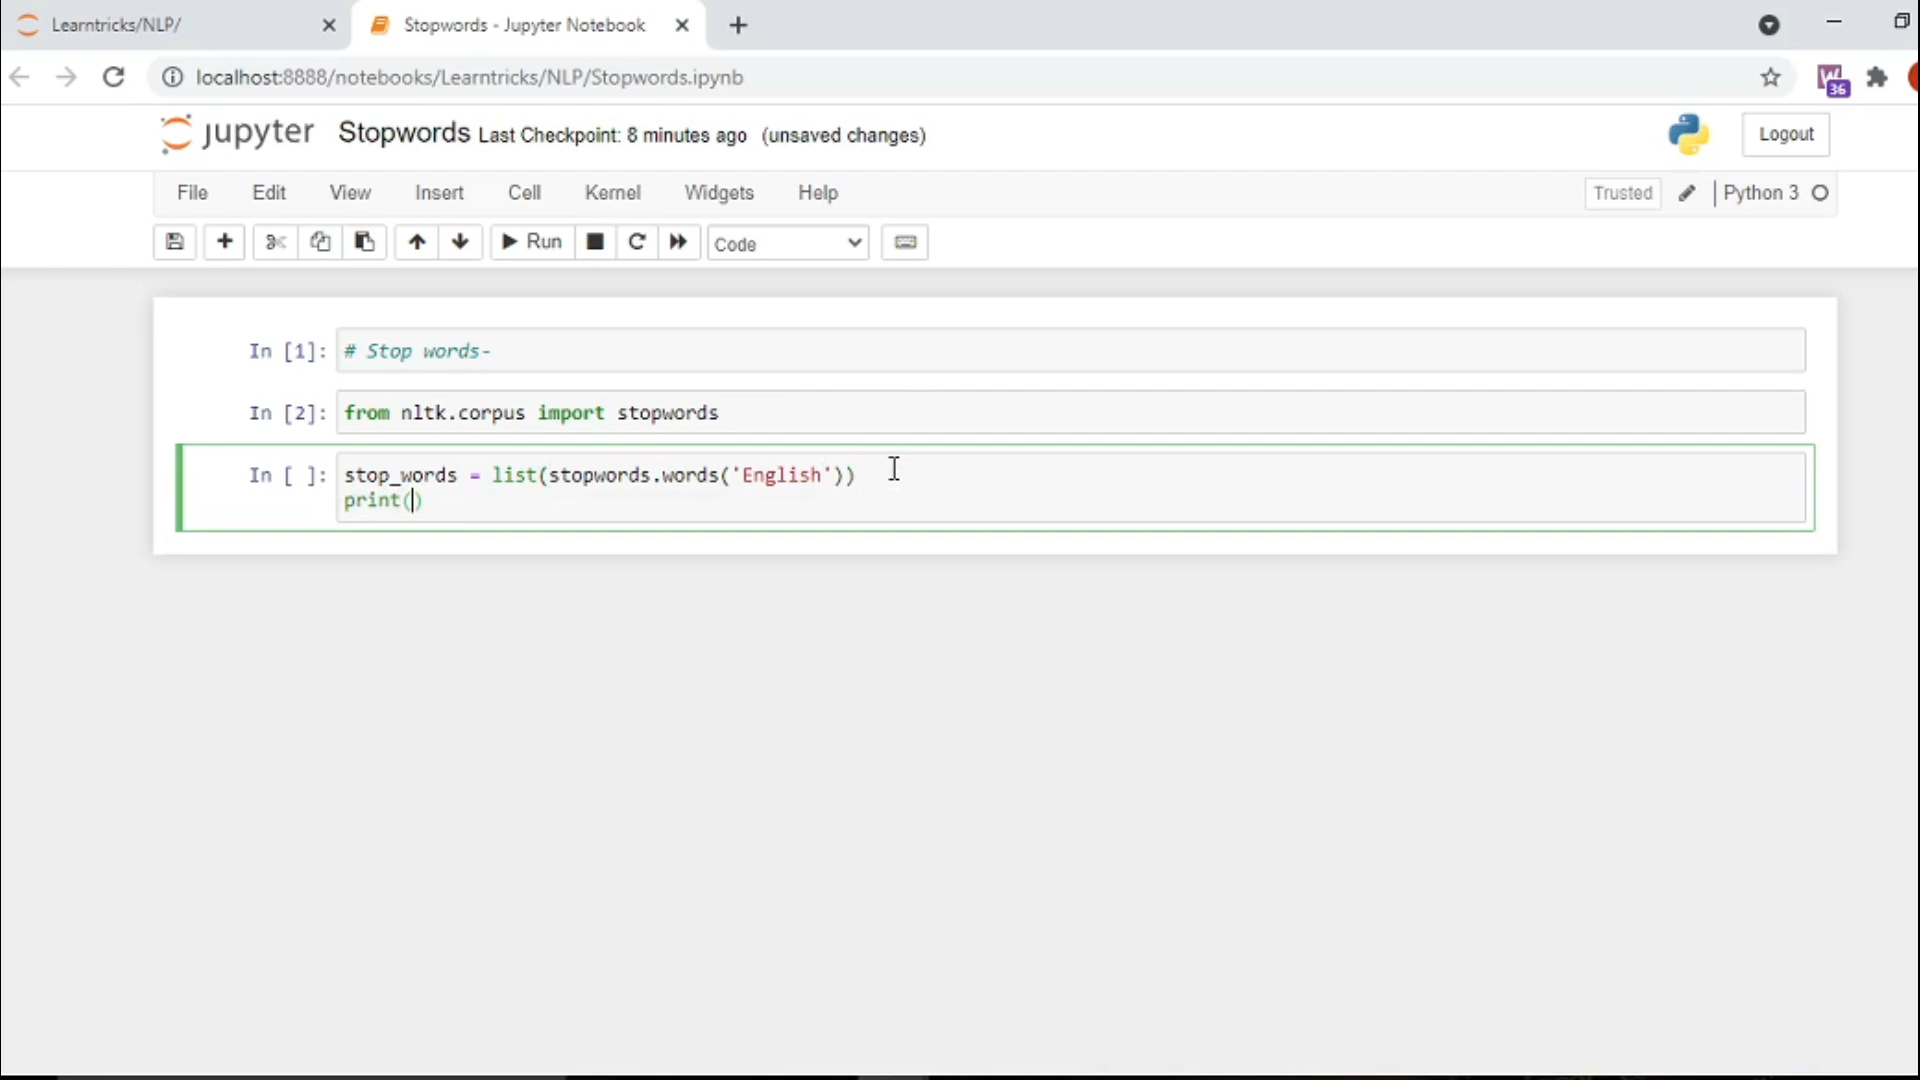 Learntricks/NLP/
Stopwords - Jupyter Notebook
localhost:8888/notebooks/Learntricks/NLP/Stopwords.ipynb
36
jupyter Stopwords Last Checkpoint: 8 minutes ago (unsaved changes)
Logout
File Edit View Insert Cell Kernel Widgets Help
Trusted Python 3
Run Code
In [1]: # Stop words-
In [2]: from nltk.corpus import stopwords
In [ ]: stop_words = list(stopwords.words('English'))
print()